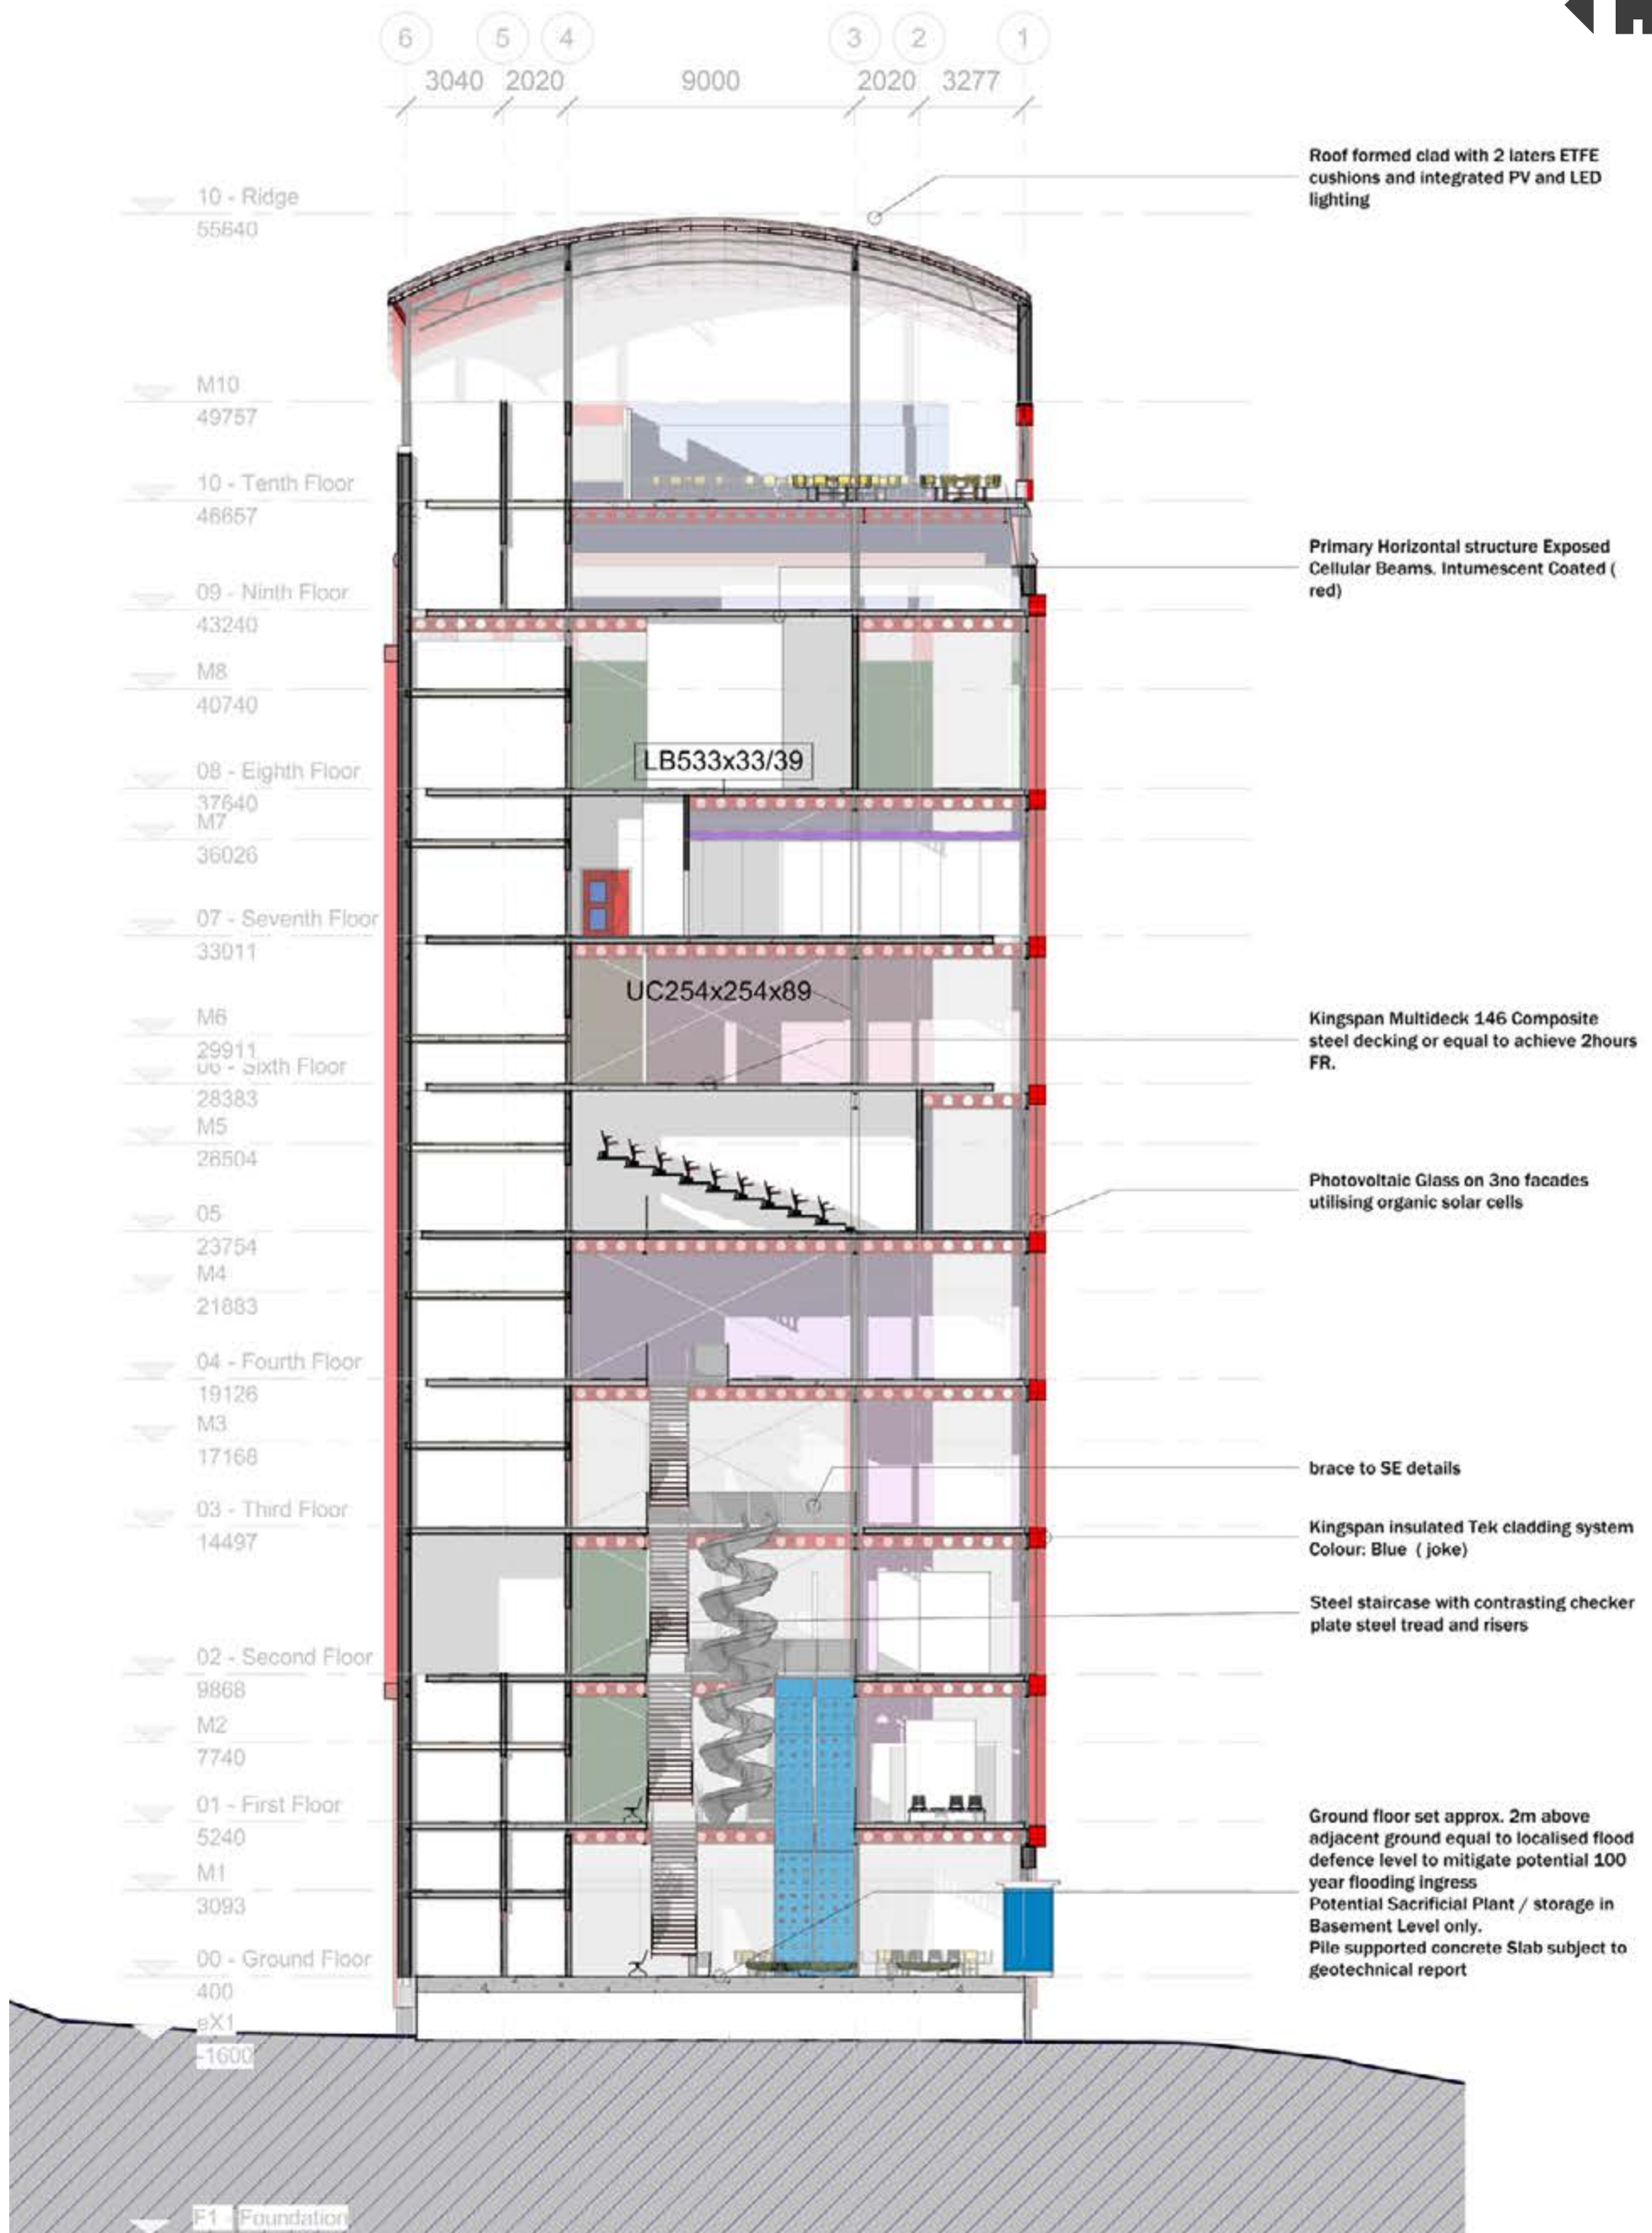 6 5 4 3 2 1
3040 2020 9000 2020 3277
Roof formed clad with 2 laters ETFE
cushions and integrated PV and LED
lighting
10 - Ridge
55640
M10
49757
10 - Tenth Floor
46657
Primary Horizontal structure Exposed
Cellular Beams. Intumescent Coated (
red)
09 - Ninth Floor
43240
M8
40740
LB533x33/39
08 - Eighth Floor
37640
M7
36026
07 - Seventh Floor
33011
UC254x254x89
M6
29911
Kingspan Multideck 146 Composite
steel decking or equal to achieve 2hours
FR.
06 - Sixth Floor
28383
M5
26504
Photovoltaic Glass on 3no facades
utilising organic solar cells
05
23754
M4
21883
04 - Fourth Floor
19126
M3
17168
brace to SE details
03 - Third Floor
14497
Kingspan insulated Tek cladding system
Colour: Blue ( joke)
Steel staircase with contrasting checker
plate steel tread and risers
02 - Second Floor
9868
M2
7740
01 - First Floor
5240
Ground floor set approx. 2m above
adjacent ground equal to localised flood
defence level to mitigate potential 100
year flooding ingress
Potential Sacrificial Plant / storage in
Basement Level only.
Pile supported concrete Slab subject to
geotechnical report
M1
3093
00 - Ground Floor
400
eX1
-1600
F1 - Foundation